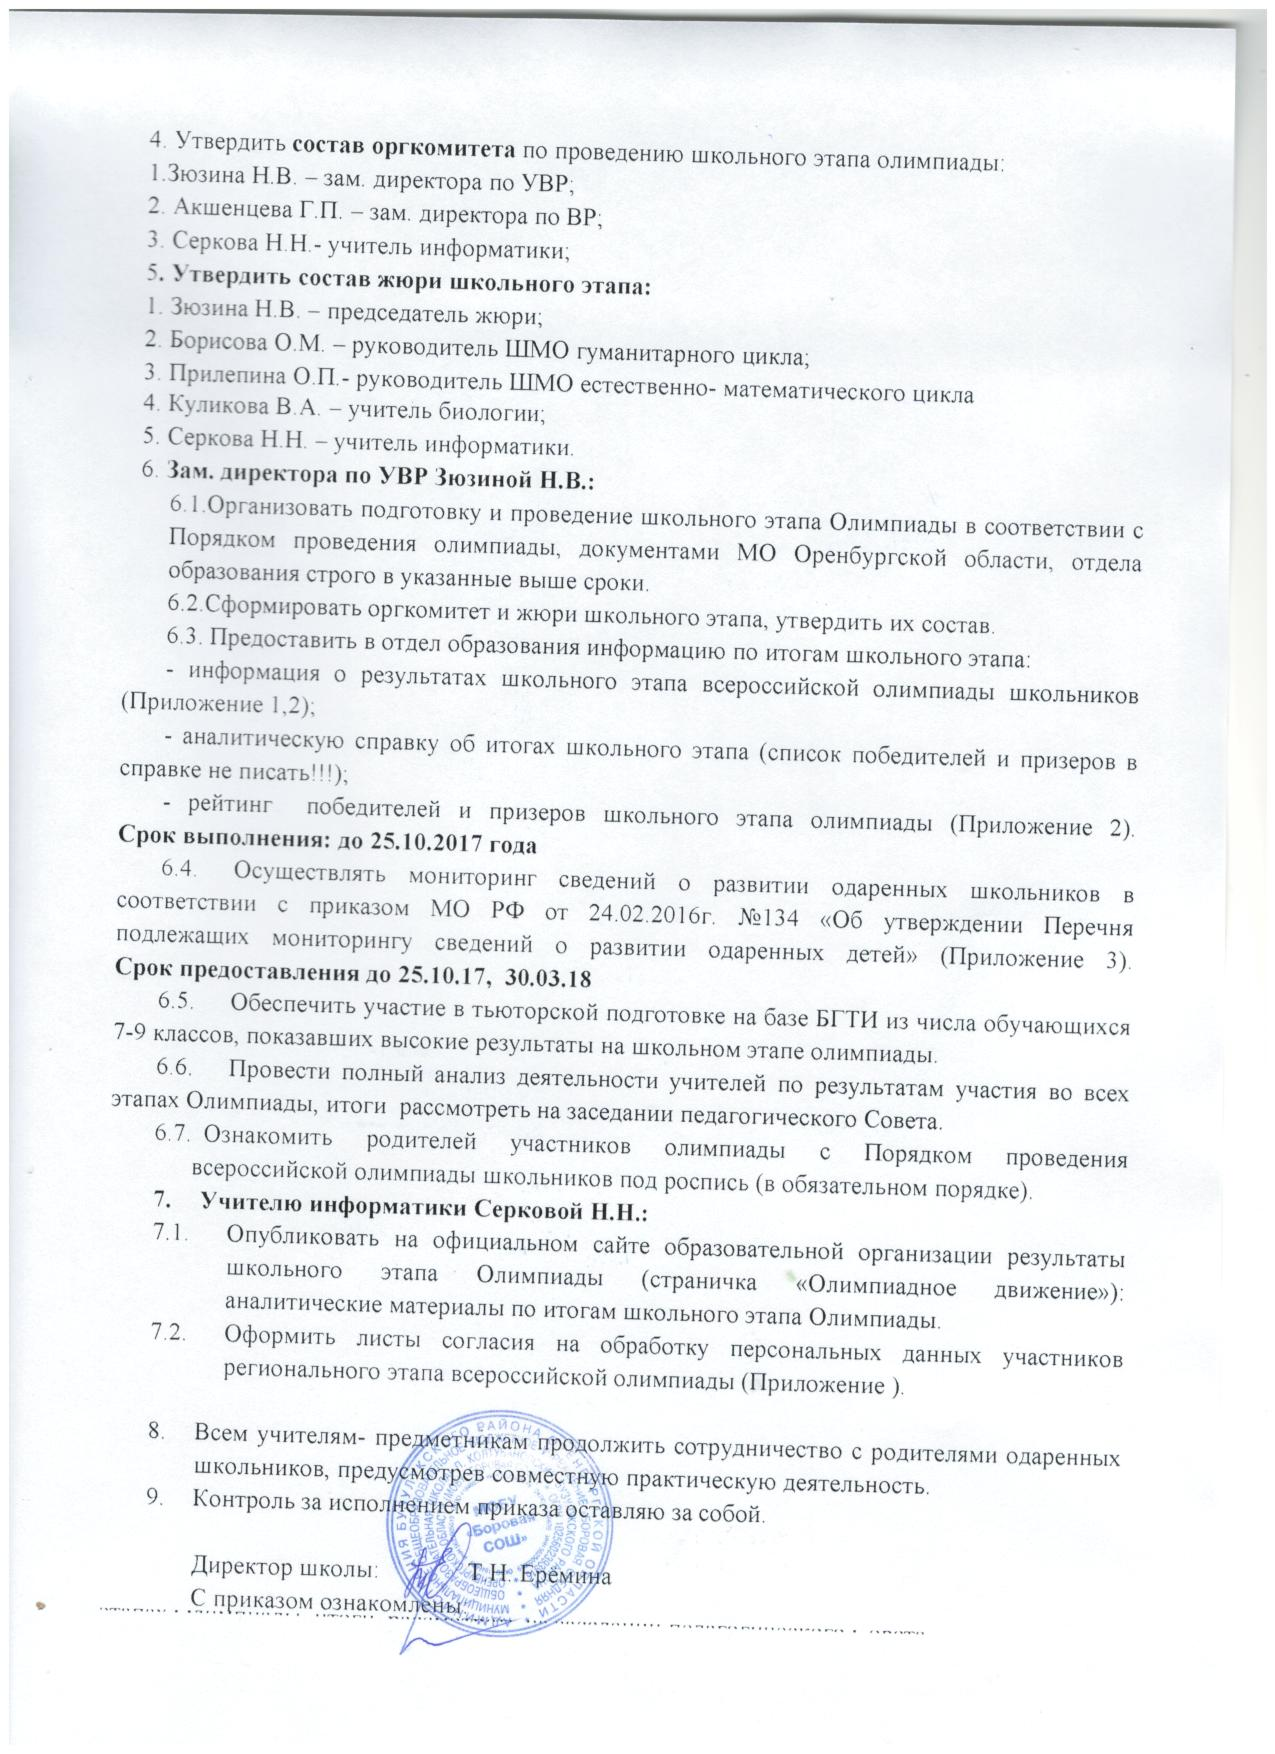 4. Утвердить состав оргкомитета по проведению школьного этапа олимпиады:
1.Зюзина Н.В. – зам. директора по УВР;
2. Акшенцева Г.П. – зам. директора по ВР;
3. Серкова Н.Н.- учитель информатики;
5. Утвердить состав жюри школьного этапа:
1. Зюзина Н.В. – председатель жюри;
2. Борисова О.М. – руководитель ШМО гуманитарного цикла;
3. Прилепина О.П.- руководитель ШМО естественно- математического цикла
4. Куликова В.А. – учитель биологии;
5. Серкова Н.Н. – учитель информатики.
6. Зам. директора по УВР Зюзиной Н.В.:
6.1.Организовать подготовку и проведение школьного этапа Олимпиады в соответствии с
Порядком проведения олимпиады, документами МО Оренбургской области, отдела
образования строго в указанные выше сроки.
6.2.Сформировать оргкомитет и жюри школьного этапа, утвердить их состав.
6.3. Предоставить в отдел образования информацию по итогам школьного этапа:
- информация о результатах школьного этапа всероссийской олимпиады школьников
(Приложение 1,2);
- аналитическую справку об итогах школьного этапа (список победителей и призеров в
справке не писать!!!);
- рейтинг победителей и призеров школьного этапа олимпиады (Приложение 2).
Срок выполнения: до 25.10.2017 года
6.4. Осуществлять мониторинг сведений о развитии одаренных школьников в
соответствии с приказом МО РФ от 24.02.2016г. №134 «Об утверждении Перечня
подлежащих мониторингу сведений о развитии одаренных детей» (Приложение 3).
Срок предоставления до 25.10.17, 30.03.18
6.5. Обеспечить участие в тьюторской подготовке на базе БГТИ из числа обучающихся
7-9 классов, показавших высокие результаты на школьном этапе олимпиады.
6.6. Провести полный анализ деятельности учителей по результатам участия во всех
этапах Олимпиады, итоги рассмотреть на заседании педагогического Совета.
6.7. Ознакомить родителей участников олимпиады с Порядком проведения
всероссийской олимпиады школьников под роспись (в обязательном порядке).
7. Учителю информатики Серковой Н.Н.:
7.1. Опубликовать на официальном сайте образовательной организации результаты
школьного этапа Олимпиады (страничка «Олимпиадное движение»):
аналитические материалы по итогам школьного этапа Олимпиады.
7.2. Оформить листы согласия на обработку персональных данных участников
регионального этапа всероссийской олимпиады (Приложение ).
8. Всем учителям- предметникам продолжить сотрудничество с родителями одаренных
школьников, предусмотрев совместную практическую деятельность.
9. Контроль за исполнением приказа оставляю за собой.
МОБУ
«Боровая
СОШ»
Директор школы: Т.Н. Еремина
С приказом ознакомлены